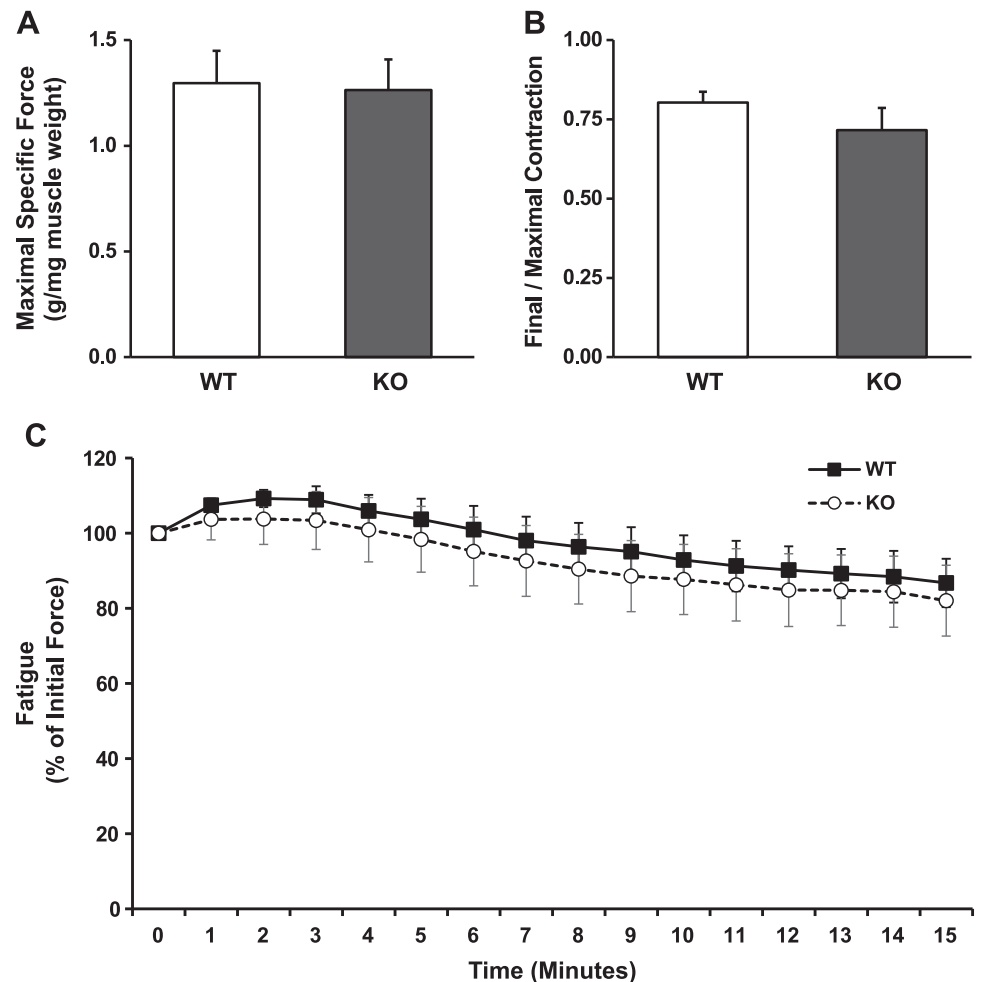 A
Maximal Specific Force
(g/mg muscle weight)
1.5
1.0
0.5
0.0
WT KO
B
Final / Maximal Contraction
1.00
0.75
0.50
0.25
0.00
WT KO
C
Fatigue
(% of Initial Force)
120
100
80
60
40
20
0
WT
KO
0 1 2 3 4 5 6 7 8 9 10 11 12 13 14 15
Time (Minutes)